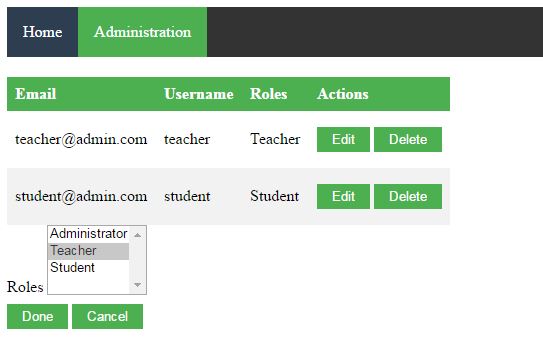 Home Administration
Email Username Roles Actions
teacher@admin.com teacher Teacher Edit Delete
student@admin.com student Student Edit Delete
Administrator
Teacher
Student
Roles
Done Cancel